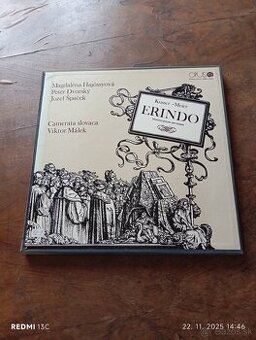 OPUS
Magdaléna Hajóssyová
Peter Dvorský
Jozef Špaček
Kusser - Meier
ERINDO
Camerata slovaca
Viktor Málek
REDMI 13C
22. 11. 2025 14:46